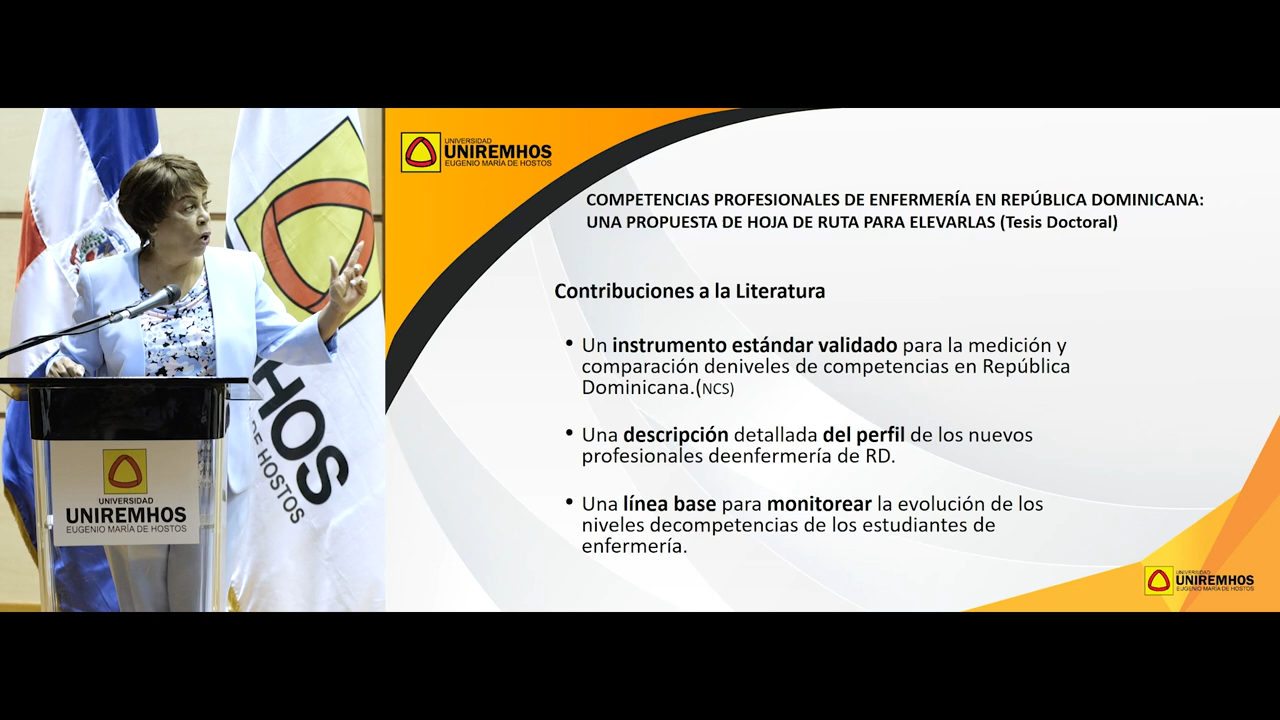 UNIVERSIDAD
UNIREMHOS
EUGENIO MARÍA DE HOSTOS
COMPETENCIAS PROFESIONALES DE ENFERMERÍA EN REPÚBLICA DOMINICANA:
UNA PROPUESTA DE HOJA DE RUTA PARA ELEVARLAS (Tesis Doctoral)
Contribuciones a la Literatura
• Un instrumento estándar validado para la medición y
comparación deniveles de competencias en República
Dominicana.(NCS)
• Una descripción detallada del perfil de los nuevos
profesionales deenfermería de RD.
• Una línea base para monitorear la evolución de los
niveles decompetencias de los estudiantes de
enfermería.
HOS
DE HOSTOS
UNIVERSIDAD
UNIREMHOS
EUGENIO MARÍA DE HOSTOS
UNIVERSIDAD
UNIREMHOS
EUGENIO MARÍA DE HOSTOS